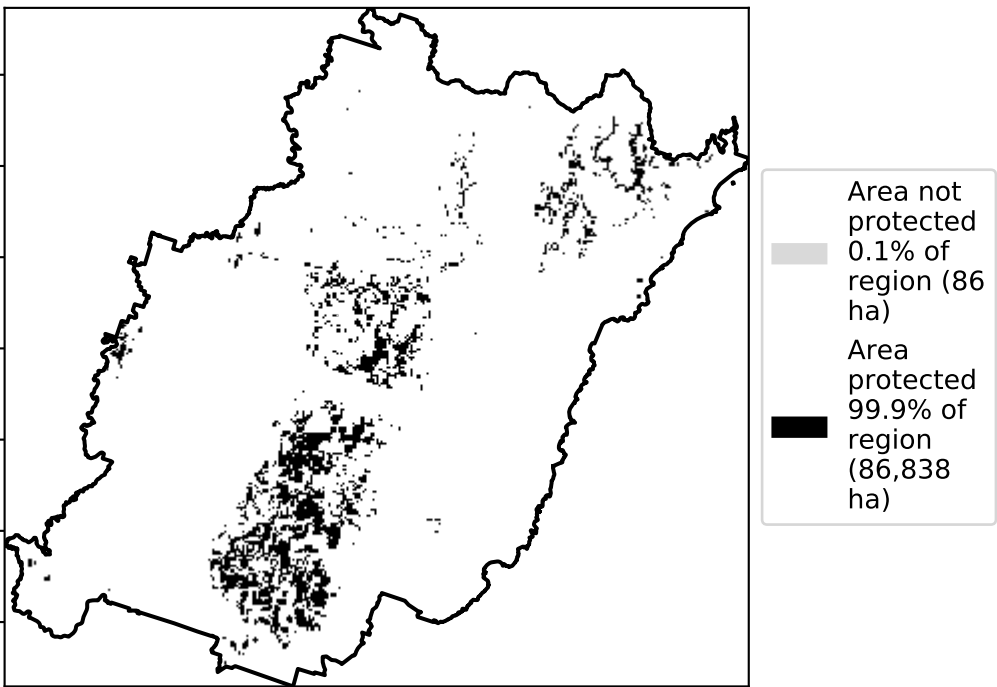 Area not
protected
0.1% of
region (86
ha)
Area
protected
99.9% of
region
(86,838
ha)